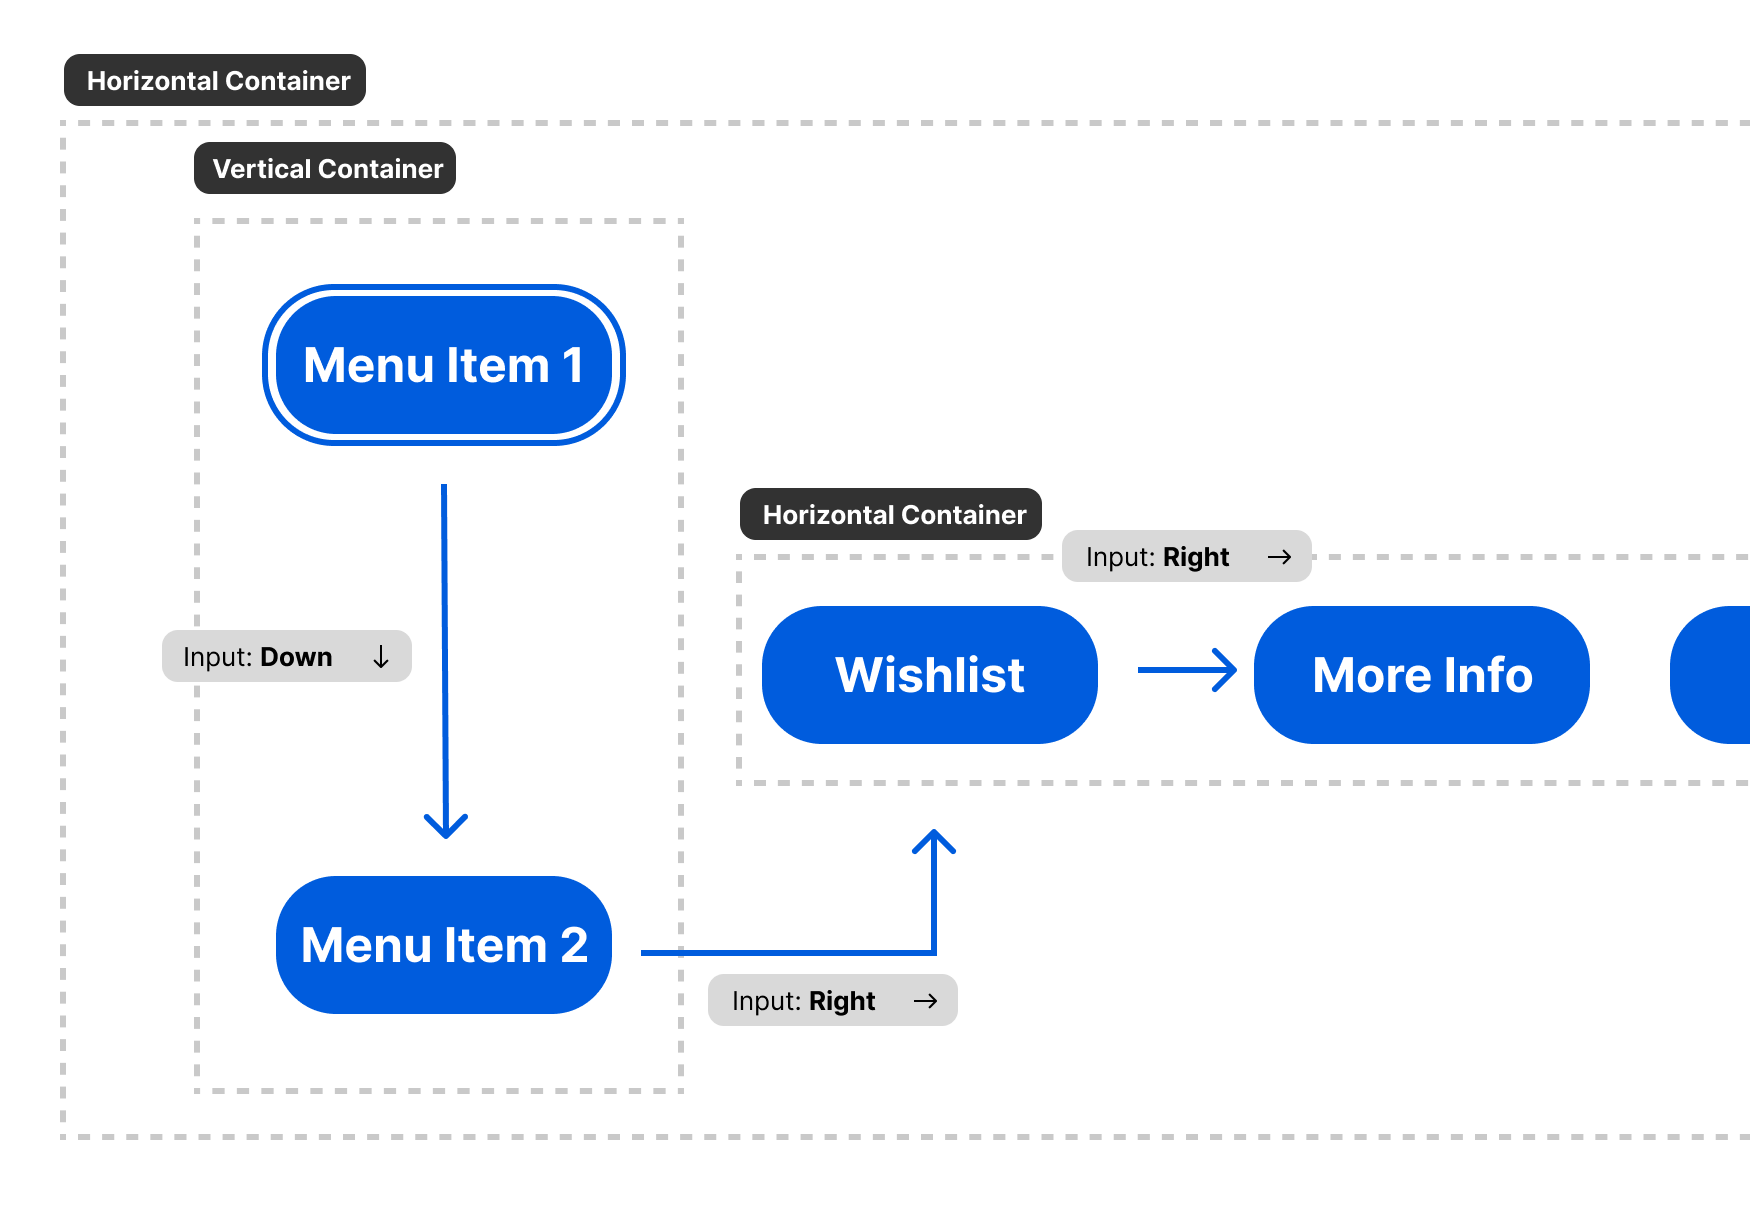 Horizontal Container
Vertical Container
Menu Item 1
Horizontal Container
Input: Right →
Wishlist
More Info
Input: Down ↓
Menu Item 2
Input: Right →